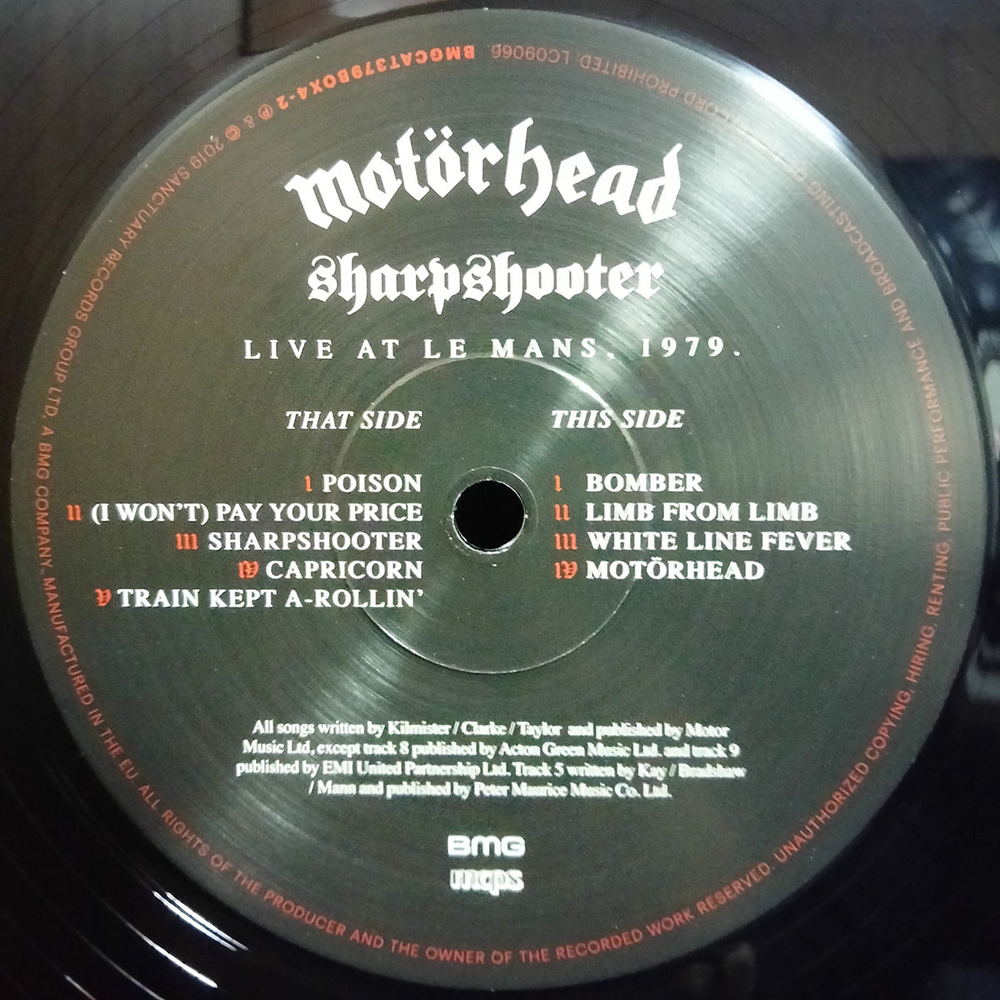 motörhead
sharpshooter
LIVE AT LE MANS. 1979.
THAT SIDE
I POISON
II (I WON'T) PAY YOUR PRICE
III SHARPSHOOTER
IV CAPRICORN
V TRAIN KEPT A-ROLLIN'
THIS SIDE
I BOMBER
II LIMB FROM LIMB
III WHITE LINE FEVER
IV MOTÖRHEAD
All songs written by Kilmister / Clarke / Taylor and published by Motor
Music Ltd, except track 8 published by Acton Green Music Ltd. and track 9
published by EMI United Partnership Ltd. Track 5 written by Kay / Bradshaw
/ Mann and published by Peter Maurice Music Co. Ltd.
BMG
mcps
BMGCAT379BOX4-2 ℗ & © 2019 SANCTUARY RECORDS GROUP LTD. A BMG COMPANY. MANUFACTURED IN THE EU. ALL RIGHTS OF THE PRODUCER AND THE OWNER OF THE RECORDED WORK RESERVED. UNAUTHORIZED COPYING, HIRING, RENTING, PUBLIC PERFORMANCE AND BROADCASTING OF RECORD PROHIBITED. LC09066.